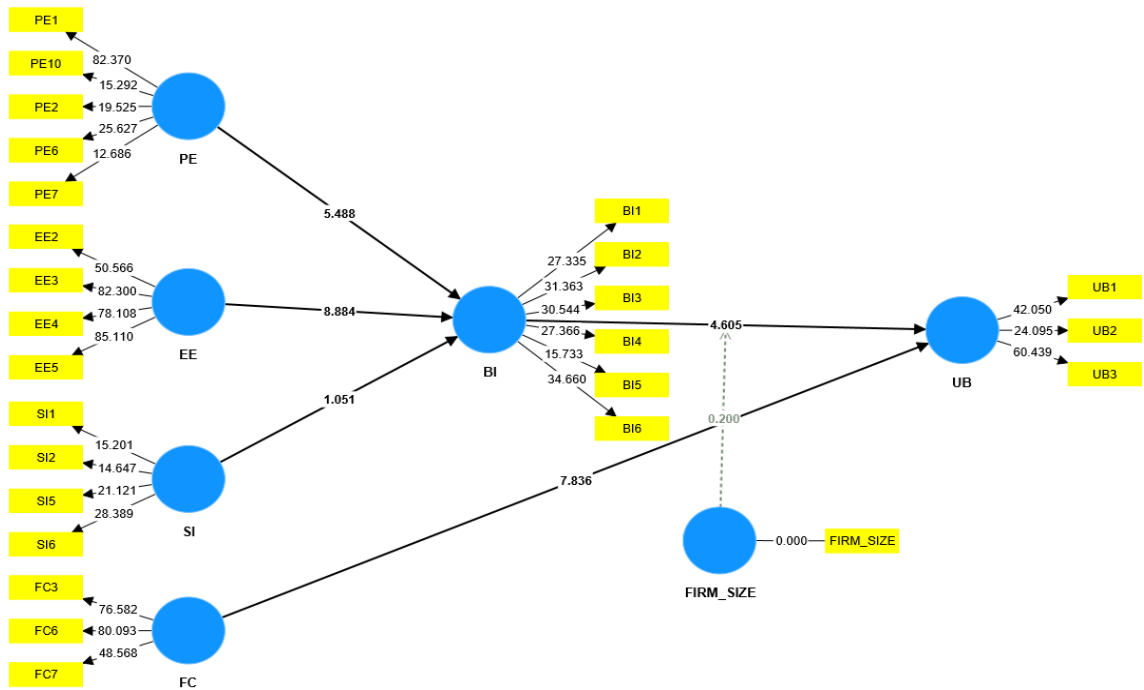 PE1
PE10
PE2
PE6
PE7
82.370
15.292
19.525
25.627
12.686
PE
5.488
EE2
EE3
EE4
EE5
50.566
82.300
78.108
85.110
EE
8.884
SI1
SI2
SI5
SI6
15.201
14.647
21.121
28.389
SI
1.051
FC3
FC6
FC7
76.582
80.093
48.568
FC
7.836
BI
BI1
BI2
BI3
BI4
BI5
BI6
27.335
31.363
30.544
27.366
15.733
34.660
4.605
0.200
FIRM_SIZE
0.000
FIRM_SIZE
UB
42.050
24.095
60.439
UB1
UB2
UB3